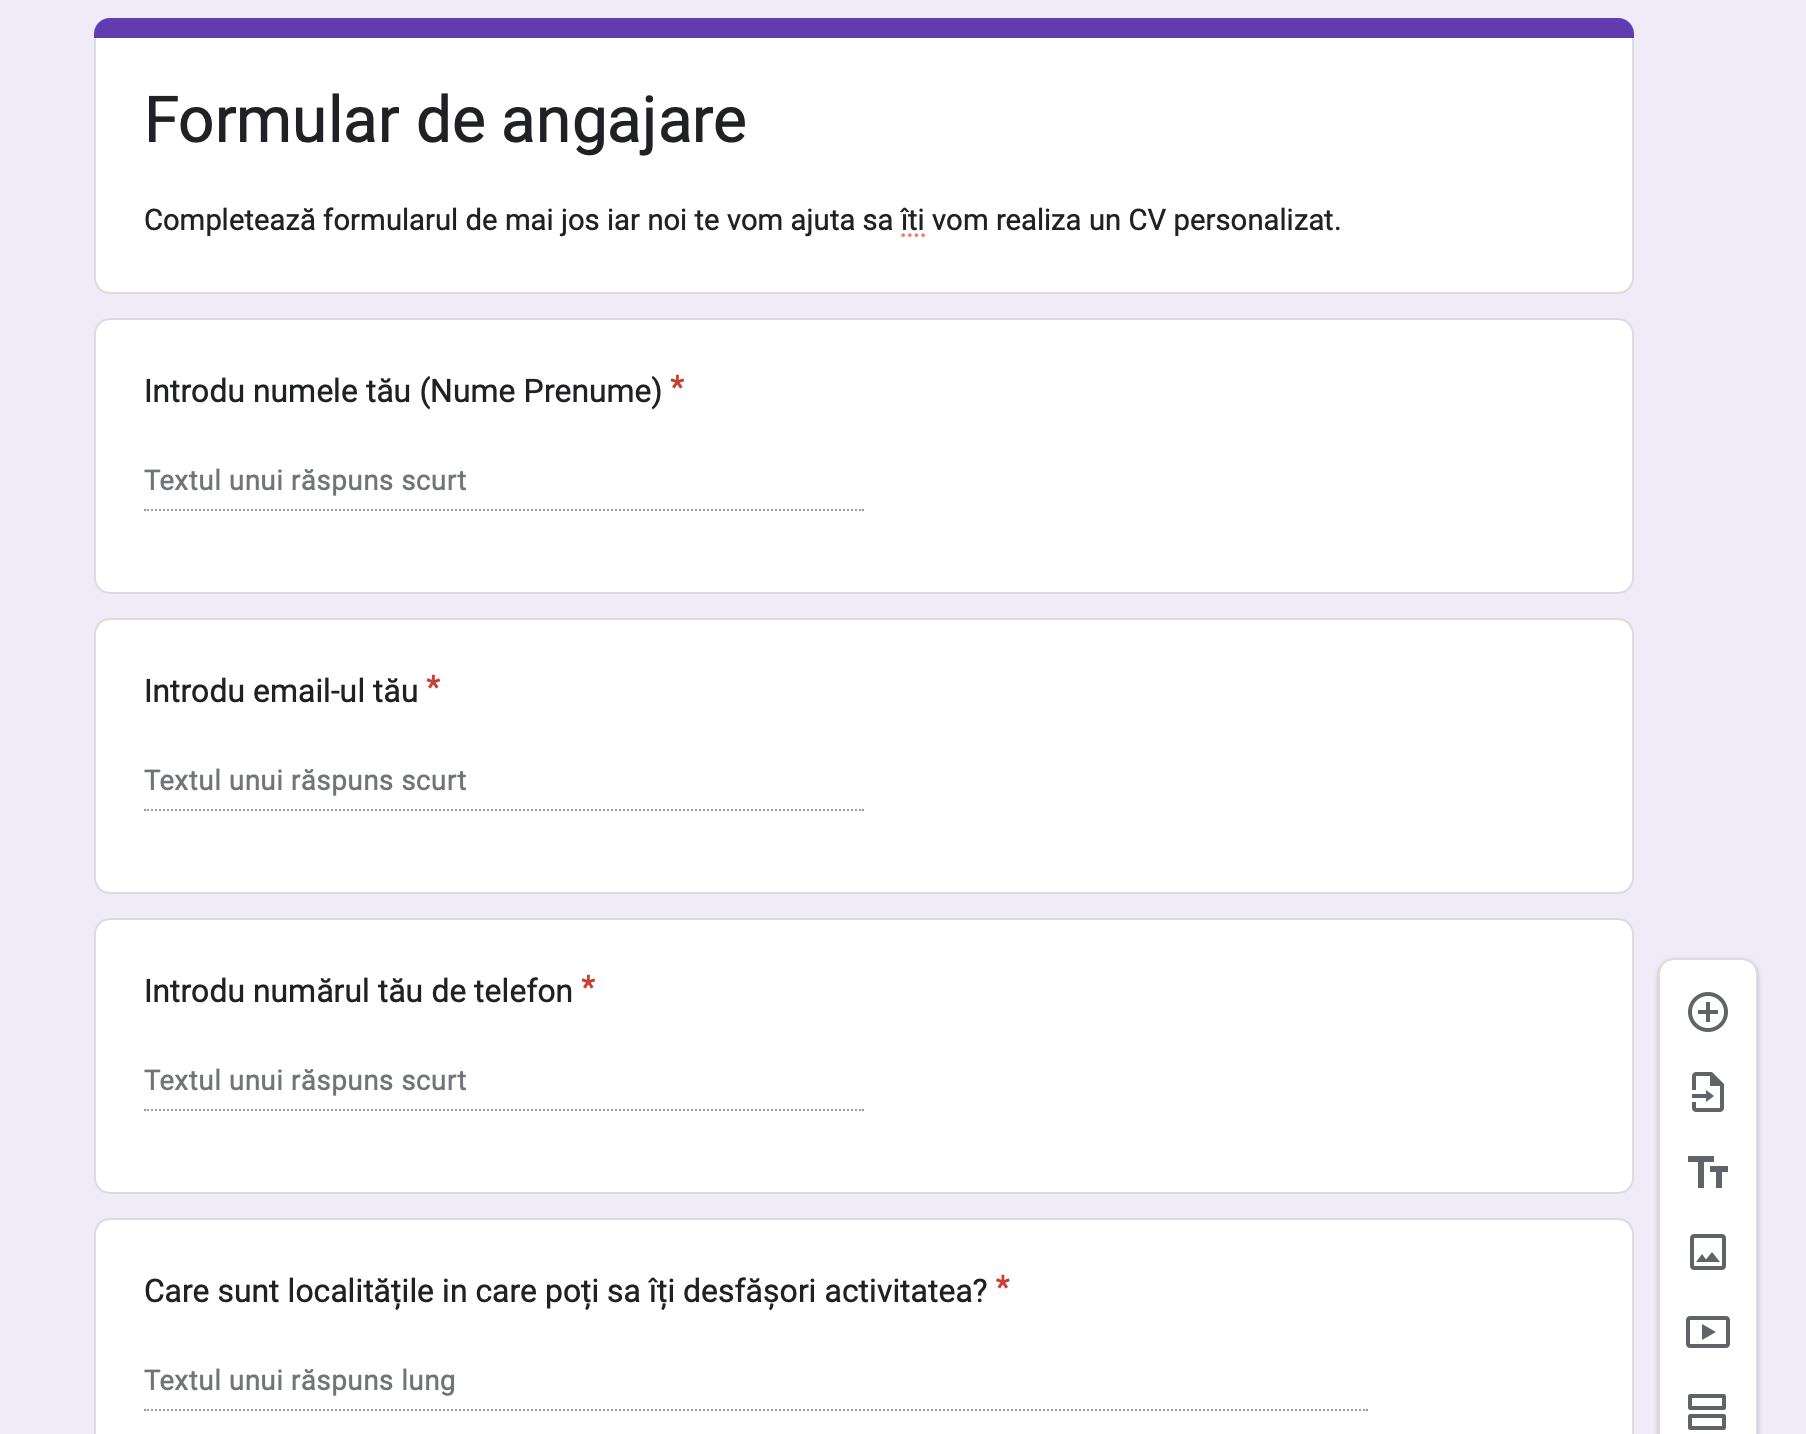 Formular de angajare
Completează formularul de mai jos iar noi te vom ajuta sa îti vom realiza un CV personalizat.
Introdu numele tău (Nume Prenume) *
Textul unui răspuns scurt
Introdu email-ul tău *
Textul unui răspuns scurt
Introdu numărul tău de telefon *
Textul unui răspuns scurt
Care sunt localitățile in care poți sa îți desfășori activitatea? *
Textul unui răspuns lung